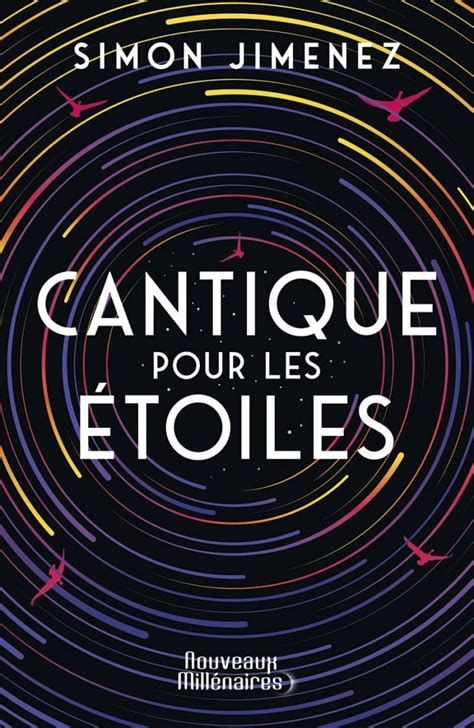 SIMON JIMENEZ
CANTIQUE
POUR LES
ÉTOILES
Nouveaux
Millénaires